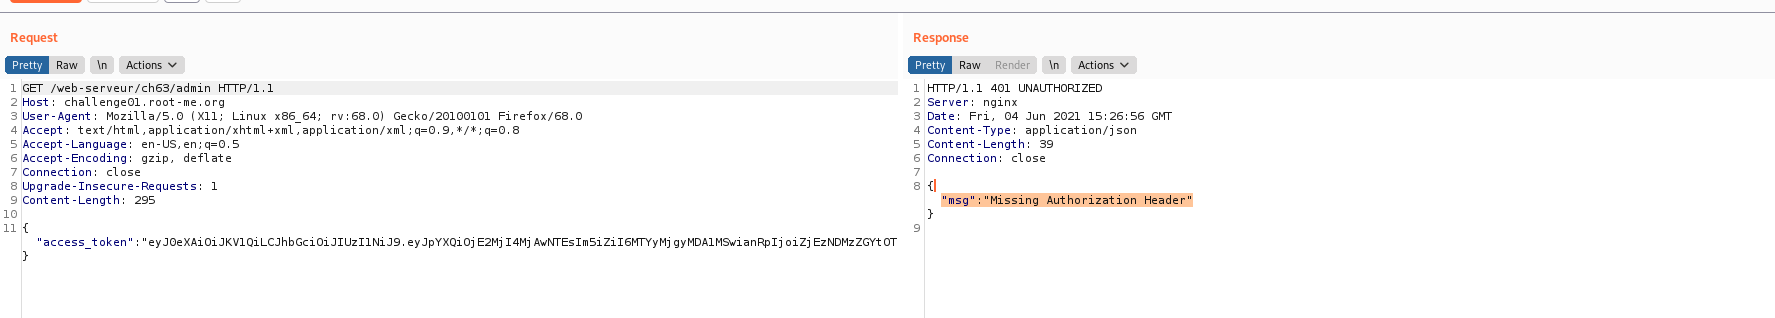 Request
Pretty Raw \n Actions
1 GET /web-serveur/ch63/admin HTTP/1.1
2 Host: challenge01.root-me.org
3 User-Agent: Mozilla/5.0 (X11; Linux x86_64; rv:68.0) Gecko/20100101 Firefox/68.0
4 Accept: text/html,application/xhtml+xml,application/xml;q=0.9,*/*;q=0.8
5 Accept-Language: en-US,en;q=0.5
6 Accept-Encoding: gzip, deflate
7 Connection: close
8 Upgrade-Insecure-Requests: 1
9 Content-Length: 295
10
11 {
"access_token":"eyJ0eXAiOiJKV1QiLCJhbGciOiJIUzI1NiJ9.eyJpYXQiOjE2MjI4MjAwNTEsIm5iZiI6MTYyMjgyMDA1MSwianRpIjoiZjEzNDMzZGYtOT
}
Response
Pretty Raw Render \n Actions
1 HTTP/1.1 401 UNAUTHORIZED
2 Server: nginx
3 Date: Fri, 04 Jun 2021 15:26:56 GMT
4 Content-Type: application/json
5 Content-Length: 39
6 Connection: close
7
8 {
"msg":"Missing Authorization Header"
}
9